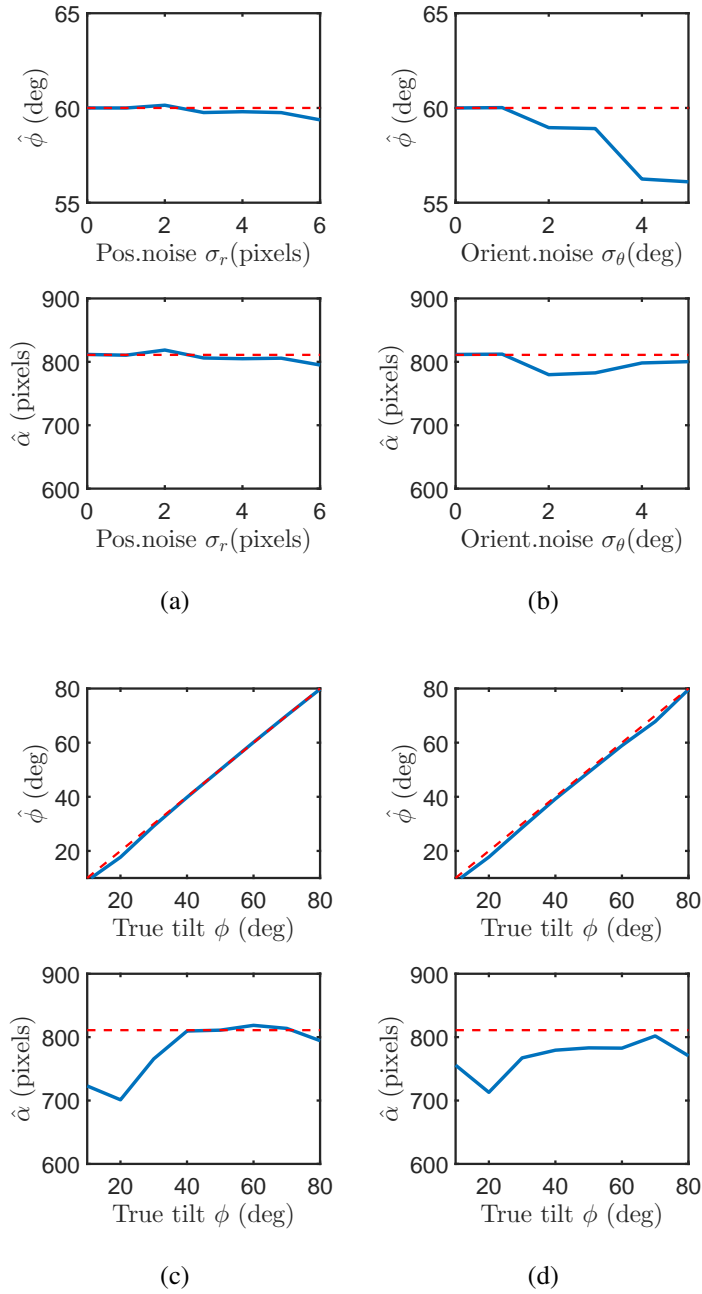 65
60
55
φ̂ (deg)
0 2 4 6
Pos.noise σ_r(pixels)
65
60
55
φ̂ (deg)
0 2 4
Orient.noise σ_θ(deg)
900
800
700
600
α̂ (pixels)
0 2 4 6
Pos.noise σ_r(pixels)
900
800
700
600
α̂ (pixels)
0 2 4
Orient.noise σ_θ(deg)
(a)
(b)
80
60
40
20
φ̂ (deg)
20 40 60 80
True tilt φ (deg)
80
60
40
20
φ̂ (deg)
20 40 60 80
True tilt φ (deg)
900
800
700
600
α̂ (pixels)
20 40 60 80
True tilt φ (deg)
900
800
700
600
α̂ (pixels)
20 40 60 80
True tilt φ (deg)
(c)
(d)